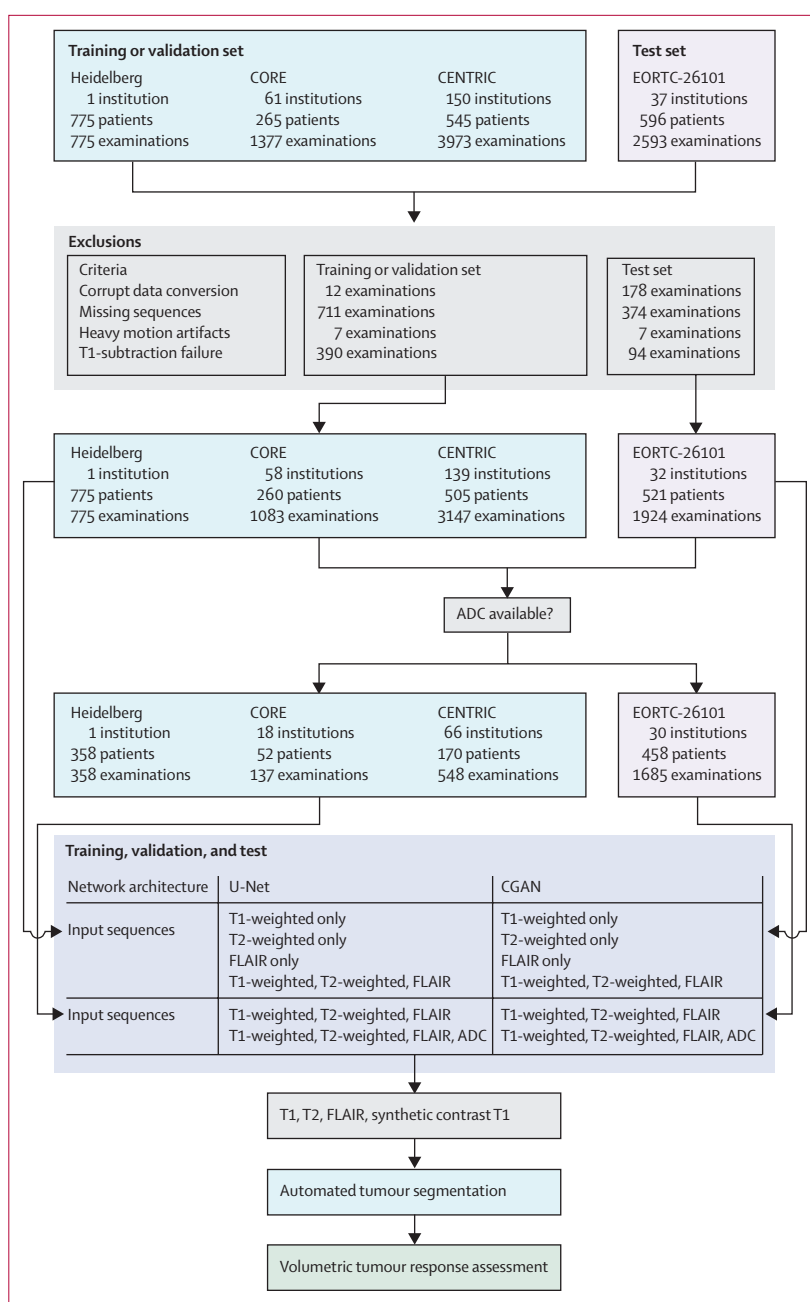 Training or validation set
Heidelberg
1 institution
775 patients
775 examinations
CORE
61 institutions
265 patients
1377 examinations
CENTRIC
150 institutions
545 patients
3973 examinations
Test set
EORTC-26101
37 institutions
596 patients
2593 examinations
Exclusions
Criteria
Corrupt data conversion
Missing sequences
Heavy motion artifacts
T1-subtraction failure
Training or validation set
12 examinations
711 examinations
7 examinations
390 examinations
Test set
178 examinations
374 examinations
7 examinations
94 examinations
Heidelberg
1 institution
775 patients
775 examinations
CORE
58 institutions
260 patients
1083 examinations
CENTRIC
139 institutions
505 patients
3147 examinations
EORTC-26101
32 institutions
521 patients
1924 examinations
ADC available?
Heidelberg
1 institution
358 patients
358 examinations
CORE
18 institutions
52 patients
137 examinations
CENTRIC
66 institutions
170 patients
548 examinations
EORTC-26101
30 institutions
458 patients
1685 examinations
Training, validation, and test
Network architecture
U-Net
CGAN
Input sequences
T1-weighted only
T2-weighted only
FLAIR only
T1-weighted, T2-weighted, FLAIR
T1-weighted only
T2-weighted only
FLAIR only
T1-weighted, T2-weighted, FLAIR
Input sequences
T1-weighted, T2-weighted, FLAIR
T1-weighted, T2-weighted, FLAIR, ADC
T1-weighted, T2-weighted, FLAIR
T1-weighted, T2-weighted, FLAIR, ADC
T1, T2, FLAIR, synthetic contrast T1
Automated tumour segmentation
Volumetric tumour response assessment